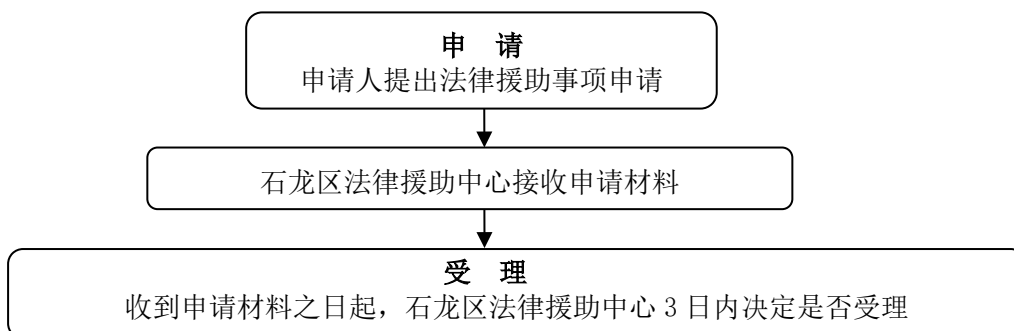 申 请
申请人提出法律援助事项申请
石龙区法律援助中心接收申请材料
受 理
收到申请材料之日起，石龙区法律援助中心 3 日内决定是否受理